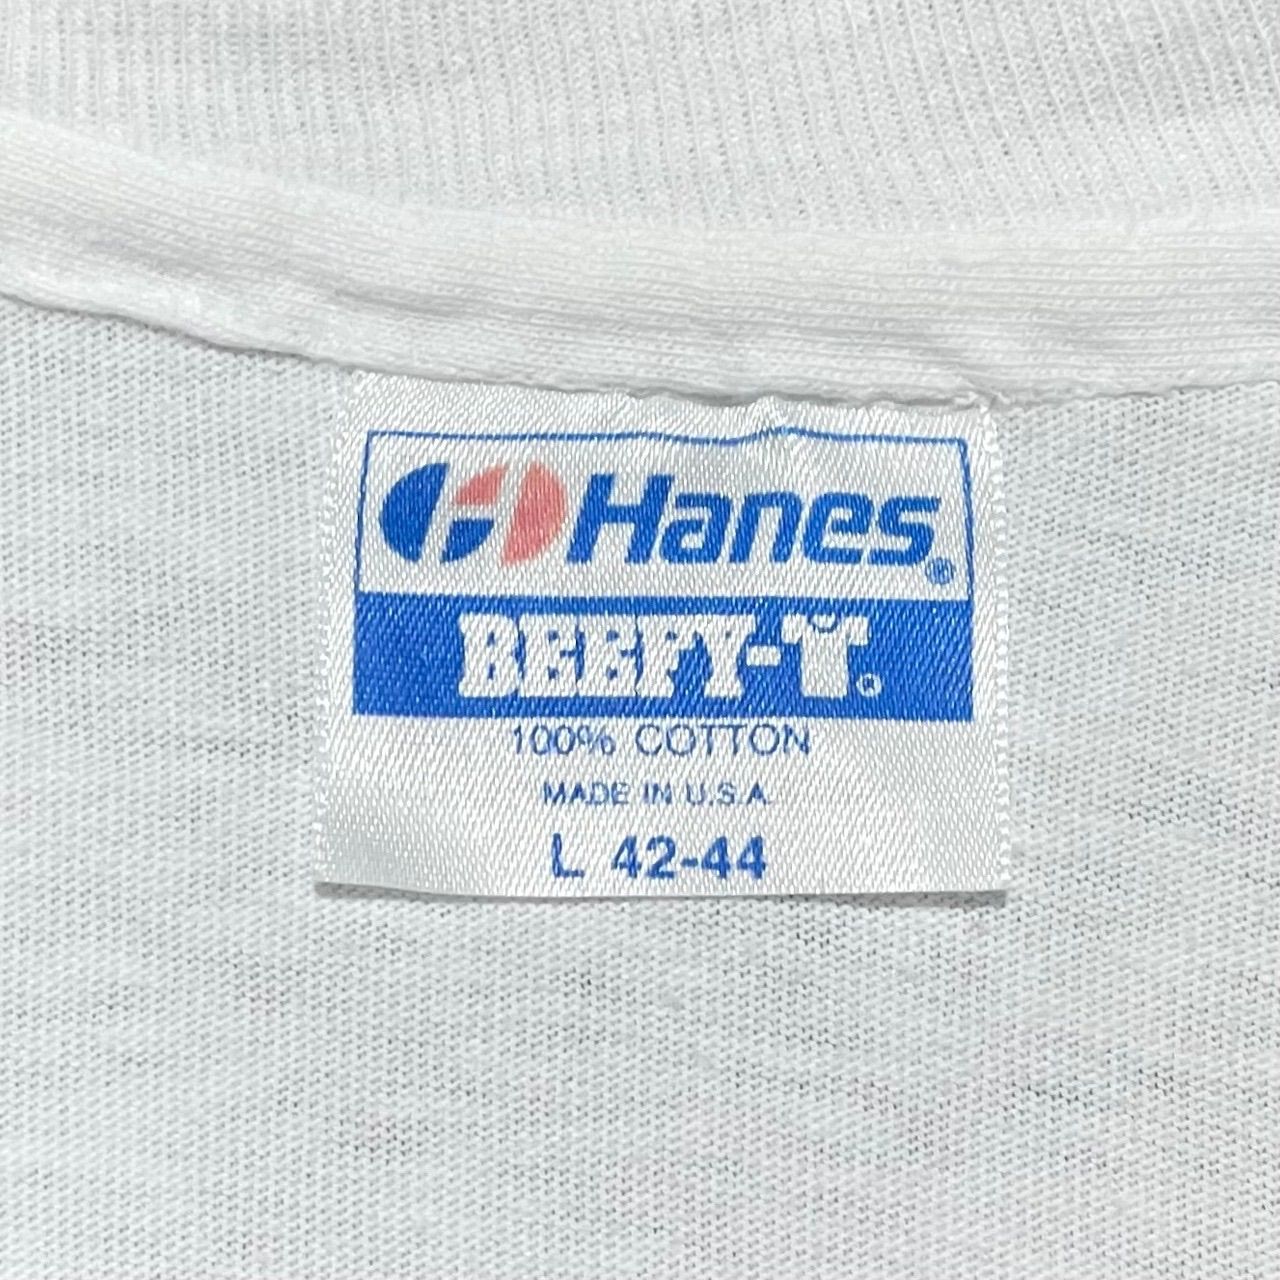 Hanes®
BEEFY-T®
100% COTTON
MADE IN U.S.A.
L 42-44